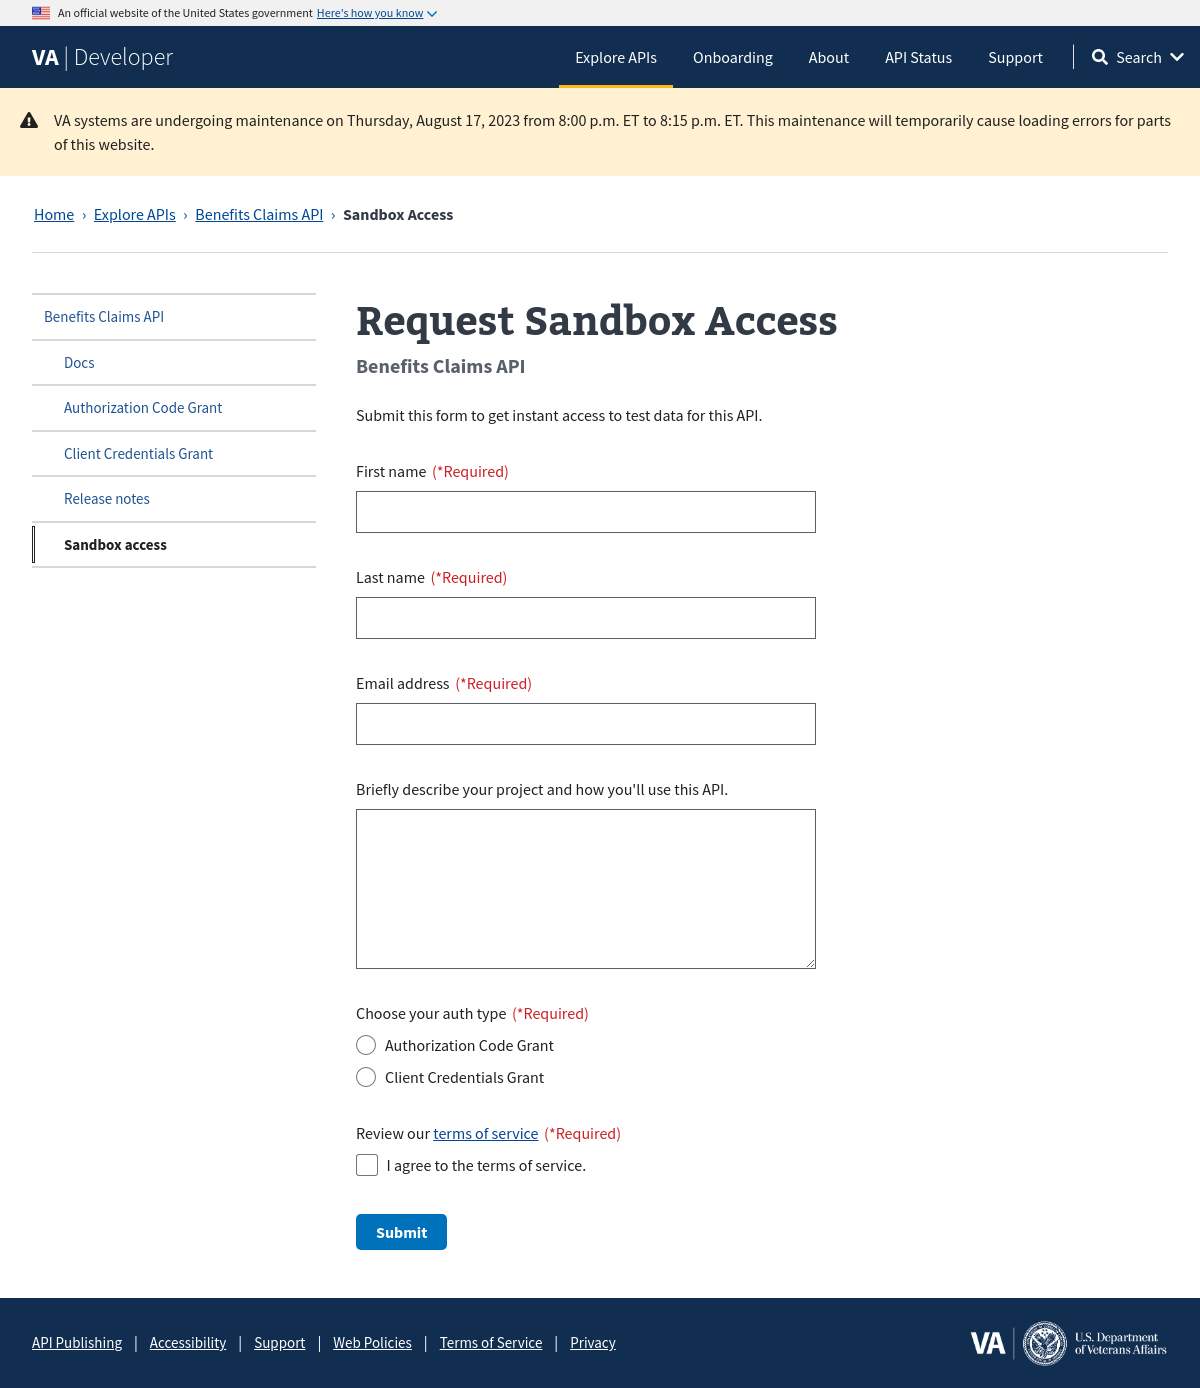 An official website of the United States government Here's how you know
VA | Developer
Explore APIs
Onboarding
About
API Status
Support
Search
VA systems are undergoing maintenance on Thursday, August 17, 2023 from 8:00 p.m. ET to 8:15 p.m. ET. This maintenance will temporarily cause loading errors for parts
of this website.
Home › Explore APIs › Benefits Claims API › Sandbox Access
Benefits Claims API
Docs
Authorization Code Grant
Client Credentials Grant
Release notes
Sandbox access
Request Sandbox Access
Benefits Claims API
Submit this form to get instant access to test data for this API.
First name (*Required)
Last name (*Required)
Email address (*Required)
Briefly describe your project and how you'll use this API.
Choose your auth type (*Required)
Authorization Code Grant
Client Credentials Grant
Review our terms of service (*Required)
I agree to the terms of service.
Submit
API Publishing | Accessibility | Support | Web Policies | Terms of Service | Privacy
VA
U.S. Department
of Veterans Affairs